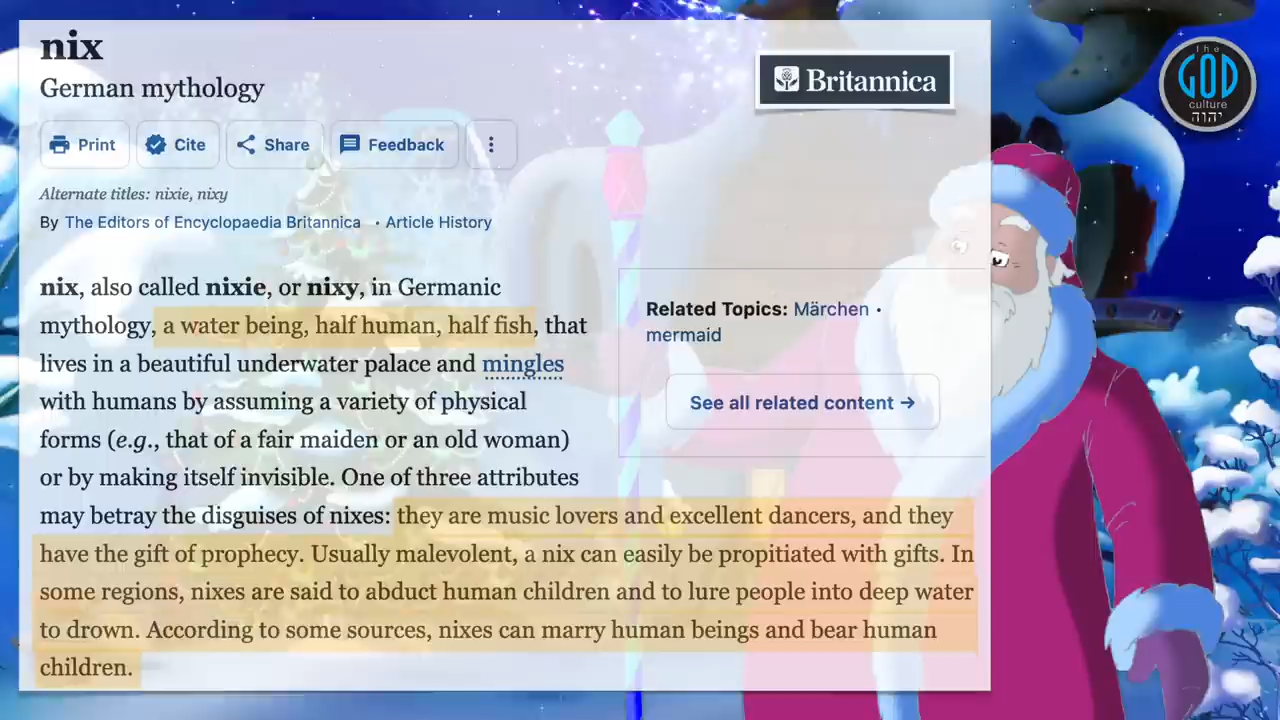 nix
German mythology
Britannica
the
GOD
culture
יהוה
Print Cite Share Feedback
Alternate titles: nixie, nixy
By The Editors of Encyclopaedia Britannica • Article History
nix, also called nixie, or nixy, in Germanic
mythology, a water being, half human, half fish, that
lives in a beautiful underwater palace and mingles
with humans by assuming a variety of physical
forms (e.g., that of a fair maiden or an old woman)
or by making itself invisible. One of three attributes
may betray the disguises of nixes: they are music lovers and excellent dancers, and they
have the gift of prophecy. Usually malevolent, a nix can easily be propitiated with gifts. In
some regions, nixes are said to abduct human children and to lure people into deep water
to drown. According to some sources, nixes can marry human beings and bear human
children.
Related Topics: Märchen •
mermaid
See all related content →